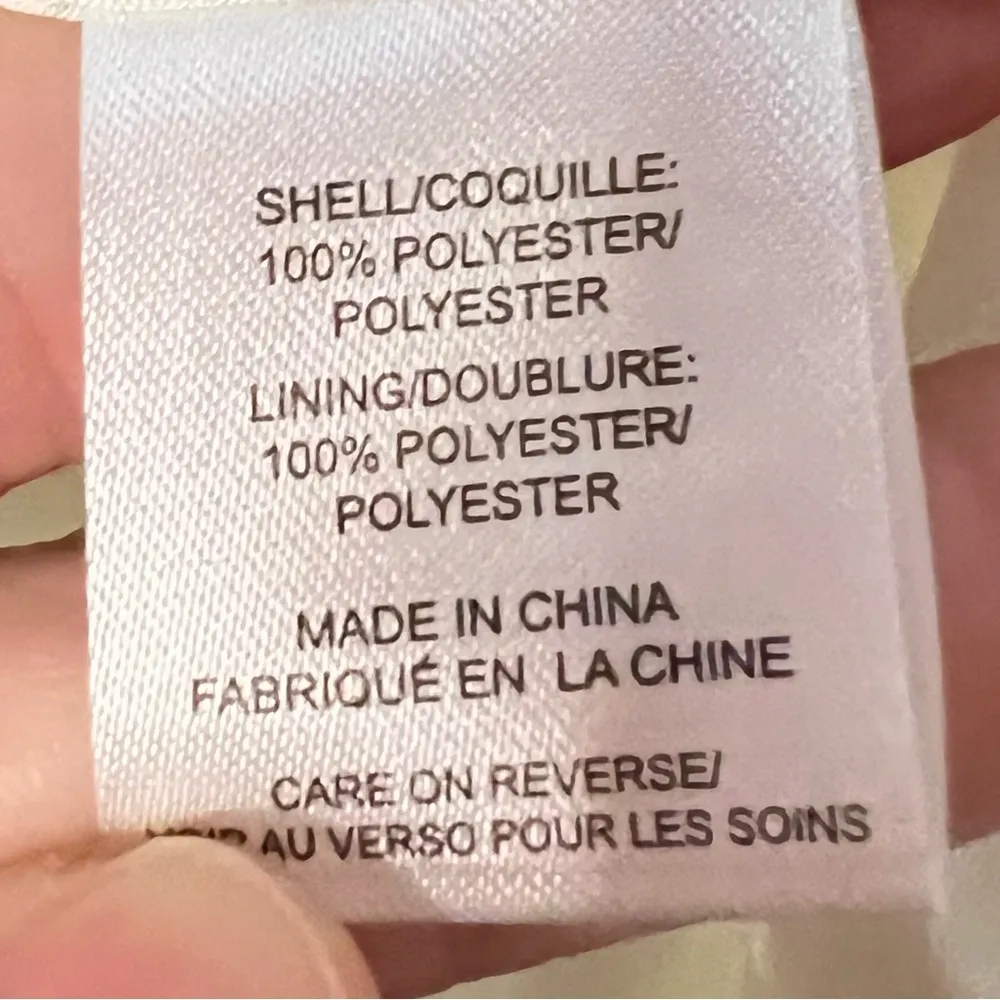 SHELL/COQUILLE:
100% POLYESTER/
POLYESTER
LINING/DOUBLURE:
100% POLYESTER/
POLYESTER
MADE IN CHINA
FABRIQUÉ EN LA CHINE
CARE ON REVERSE/
AU VERSO POUR LES SOINS